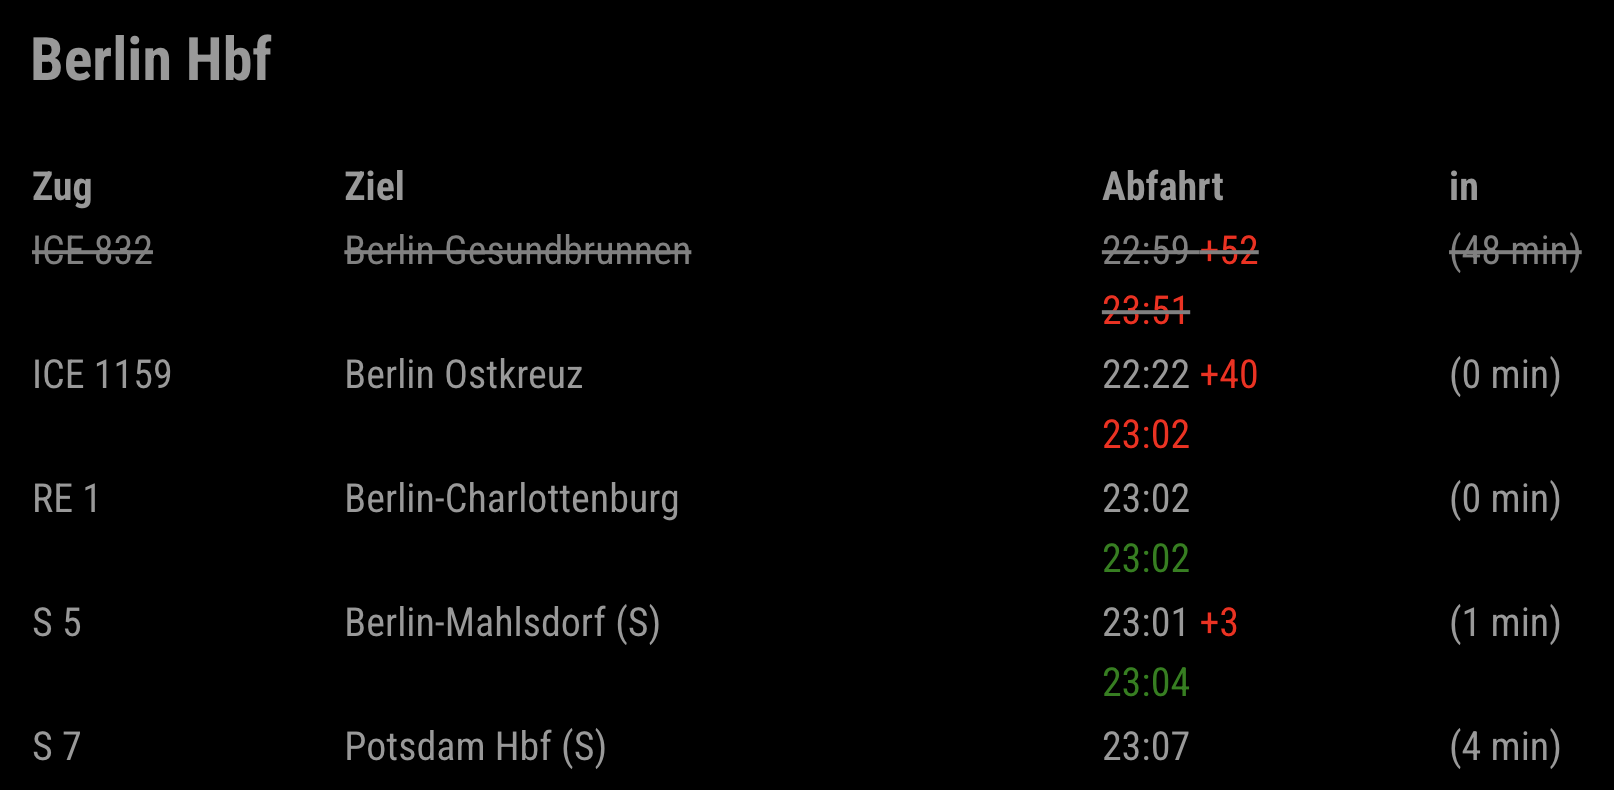 Berlin Hbf
Zug Ziel Abfahrt in
ICE 832 Berlin Gesundbrunnen 22:59 +52 (48 min)
23:51
ICE 1159 Berlin Ostkreuz 22:22 +40 (0 min)
23:02
RE 1 Berlin-Charlottenburg 23:02 (0 min)
23:02
S 5 Berlin-Mahlsdorf (S) 23:01 +3 (1 min)
23:04
S 7 Potsdam Hbf (S) 23:07 (4 min)